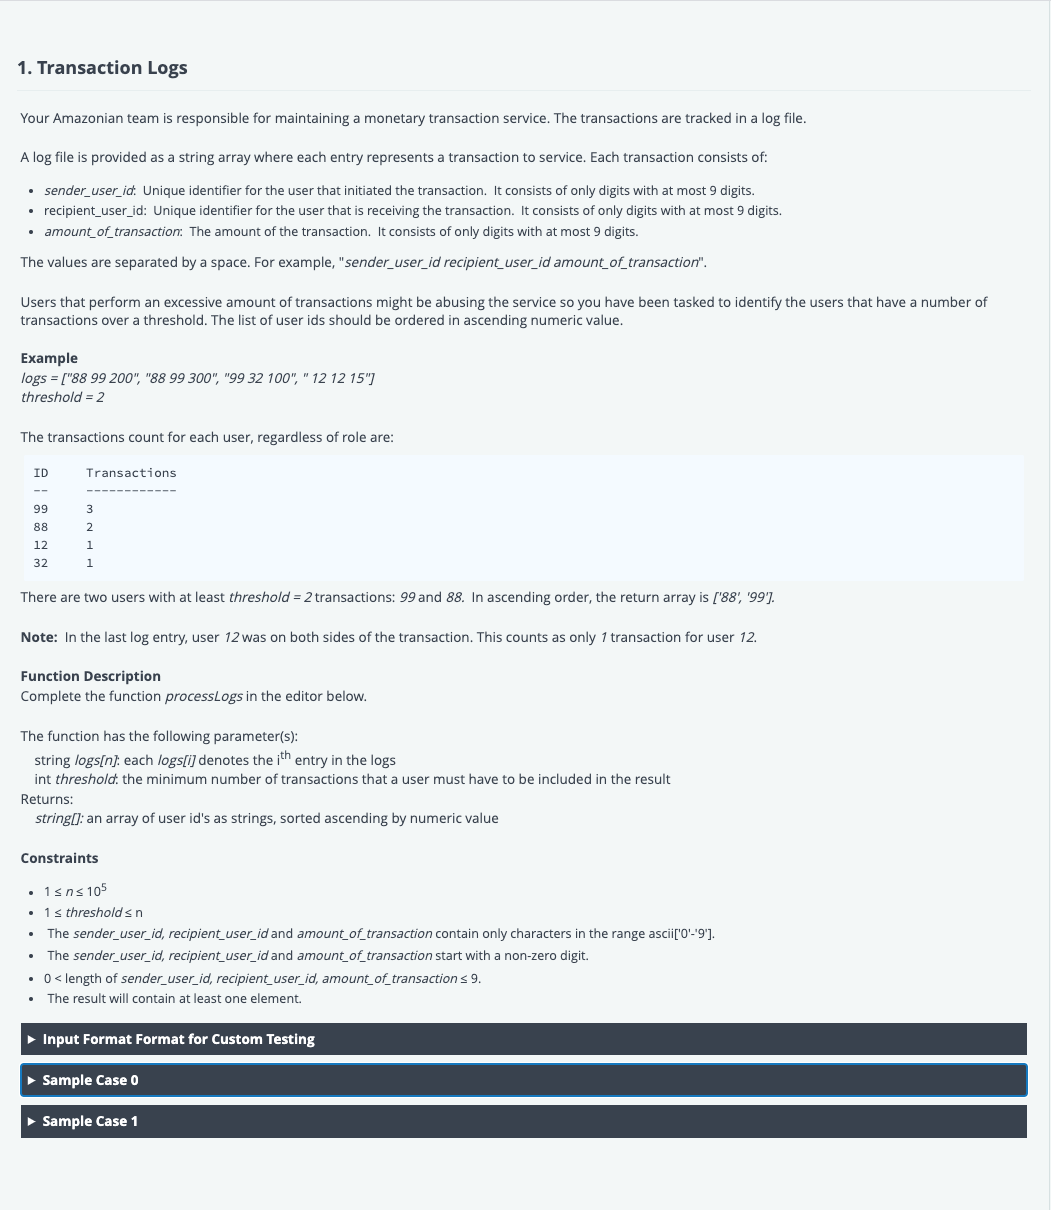 1. Transaction Logs
Your Amazonian team is responsible for maintaining a monetary transaction service. The transactions are tracked in a log file.
A log file is provided as a string array where each entry represents a transaction to service. Each transaction consists of:
• sender_user_id: Unique identifier for the user that initiated the transaction. It consists of only digits with at most 9 digits.
• recipient_user_id: Unique identifier for the user that is receiving the transaction. It consists of only digits with at most 9 digits.
• amount_of_transaction: The amount of the transaction. It consists of only digits with at most 9 digits.
The values are separated by a space. For example, "sender_user_id recipient_user_id amount_of_transaction".
Users that perform an excessive amount of transactions might be abusing the service so you have been tasked to identify the users that have a number of
transactions over a threshold. The list of user ids should be ordered in ascending numeric value.
Example
logs = ["88 99 200", "88 99 300", "99 32 100", " 12 12 15"]
threshold = 2
The transactions count for each user, regardless of role are:
ID Transactions
-- ------------
99 3
88 2
12 1
32 1
There are two users with at least threshold = 2 transactions: 99 and 88. In ascending order, the return array is ['88', '99'].
Note: In the last log entry, user 12 was on both sides of the transaction. This counts as only 1 transaction for user 12.
Function Description
Complete the function processLogs in the editor below.
The function has the following parameter(s):
string logs[n]: each logs[i] denotes the ith entry in the logs
int threshold: the minimum number of transactions that a user must have to be included in the result
Returns:
string[]: an array of user id's as strings, sorted ascending by numeric value
Constraints
• 1 ≤ n ≤ 10⁵
• 1 ≤ threshold ≤ n
• The sender_user_id, recipient_user_id and amount_of_transaction contain only characters in the range ascii['0'-'9'].
• The sender_user_id, recipient_user_id and amount_of_transaction start with a non-zero digit.
• 0 < length of sender_user_id, recipient_user_id, amount_of_transaction ≤ 9.
• The result will contain at least one element.
▶ Input Format Format for Custom Testing
▶ Sample Case 0
▶ Sample Case 1